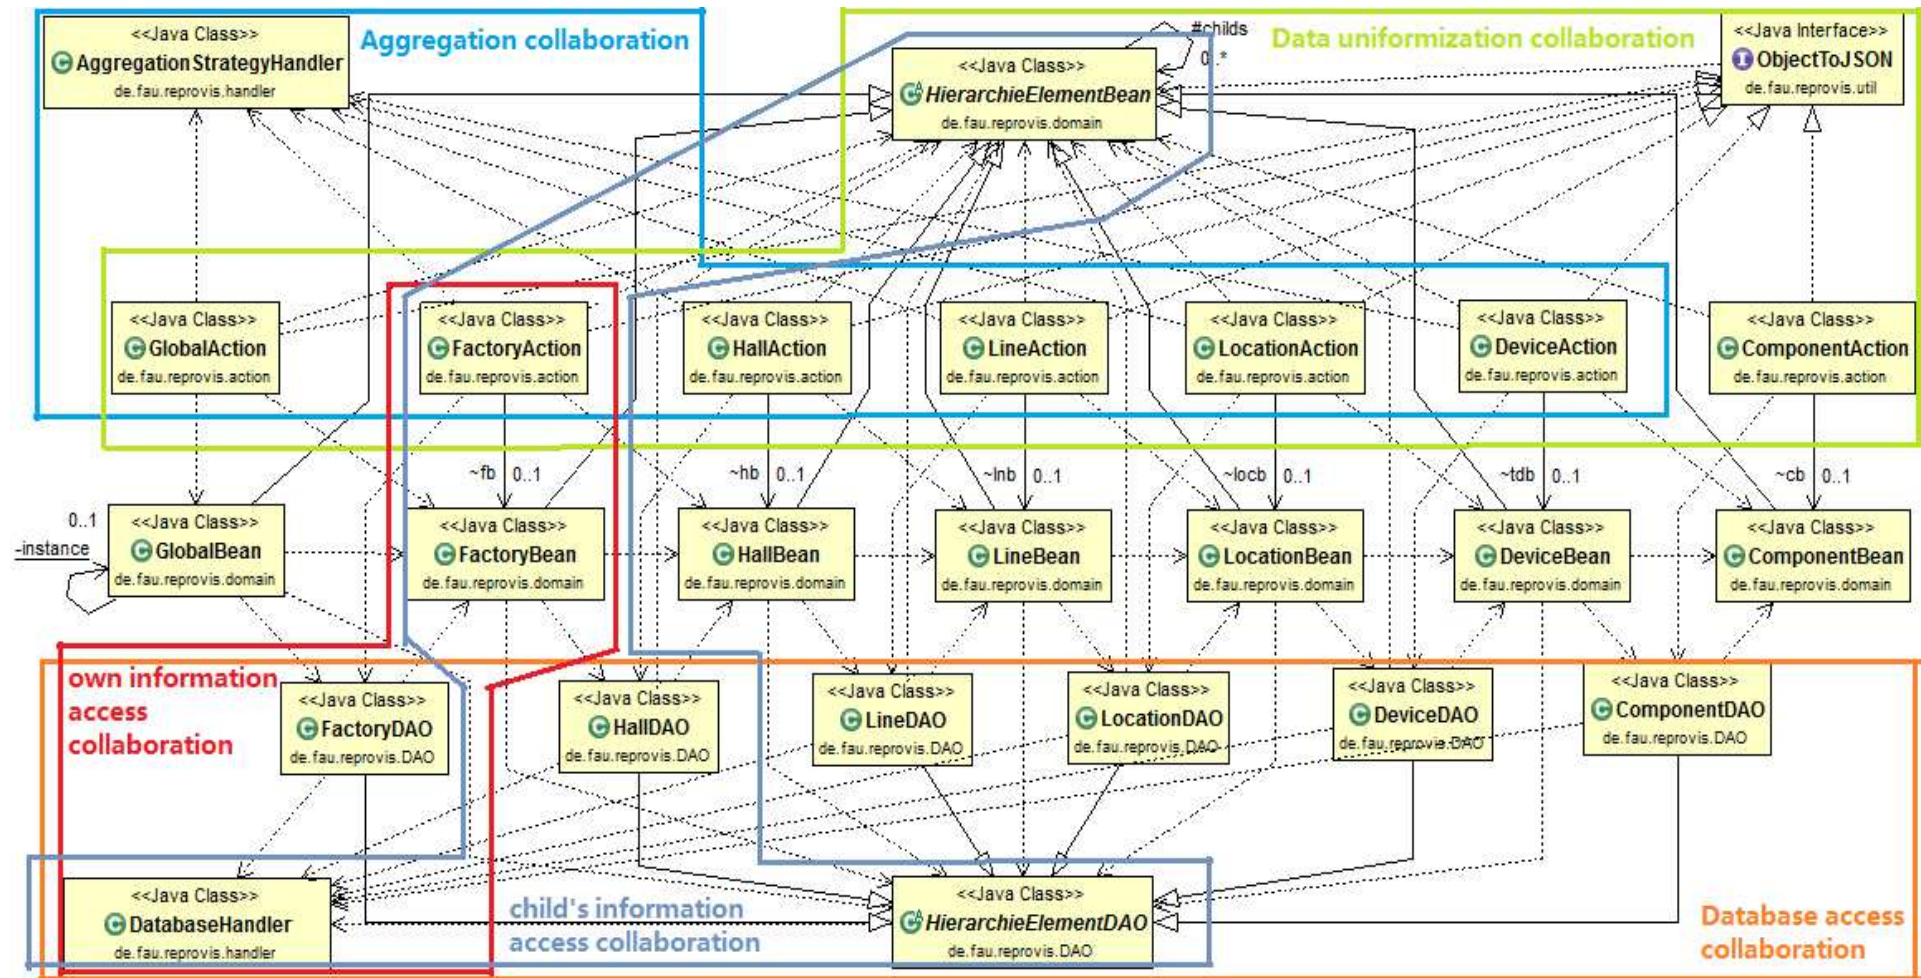 <<Java Class>>
AggregationStrategyHandler
de.fau.reprovis.handler
Aggregation collaboration
<<Java Class>>
HierarchieElementBean
de.fau.reprovis.domain
#childs
0..*
Data uniformization collaboration
<<Java Interface>>
ObjectToJSON
de.fau.reprovis.util
<<Java Class>>
GlobalAction
de.fau.reprovis.action
<<Java Class>>
FactoryAction
de.fau.reprovis.action
<<Java Class>>
HallAction
de.fau.reprovis.action
<<Java Class>>
LineAction
de.fau.reprovis.action
<<Java Class>>
LocationAction
de.fau.reprovis.action
<<Java Class>>
DeviceAction
de.fau.reprovis.action
<<Java Class>>
ComponentAction
de.fau.reprovis.action
~fb 0..1
~hb 0..1
~lnb 0..1
~locb 0..1
~tdb 0..1
~cb 0..1
0..1
-instance
<<Java Class>>
GlobalBean
de.fau.reprovis.domain
<<Java Class>>
FactoryBean
de.fau.reprovis.domain
<<Java Class>>
HallBean
de.fau.reprovis.domain
<<Java Class>>
LineBean
de.fau.reprovis.domain
<<Java Class>>
LocationBean
de.fau.reprovis.domain
<<Java Class>>
DeviceBean
de.fau.reprovis.domain
<<Java Class>>
ComponentBean
de.fau.reprovis.domain
own information
access
collaboration
<<Java Class>>
FactoryDAO
de.fau.reprovis.DAO
<<Java Class>>
HallDAO
de.fau.reprovis.DAO
<<Java Class>>
LineDAO
de.fau.reprovis.DAO
<<Java Class>>
LocationDAO
de.fau.reprovis.DAO
<<Java Class>>
DeviceDAO
de.fau.reprovis.DAO
<<Java Class>>
ComponentDAO
de.fau.reprovis.DAO
<<Java Class>>
DatabaseHandler
de.fau.reprovis.handler
child's information
access collaboration
<<Java Class>>
HierarchieElementDAO
de.fau.reprovis.DAO
Database access
collaboration